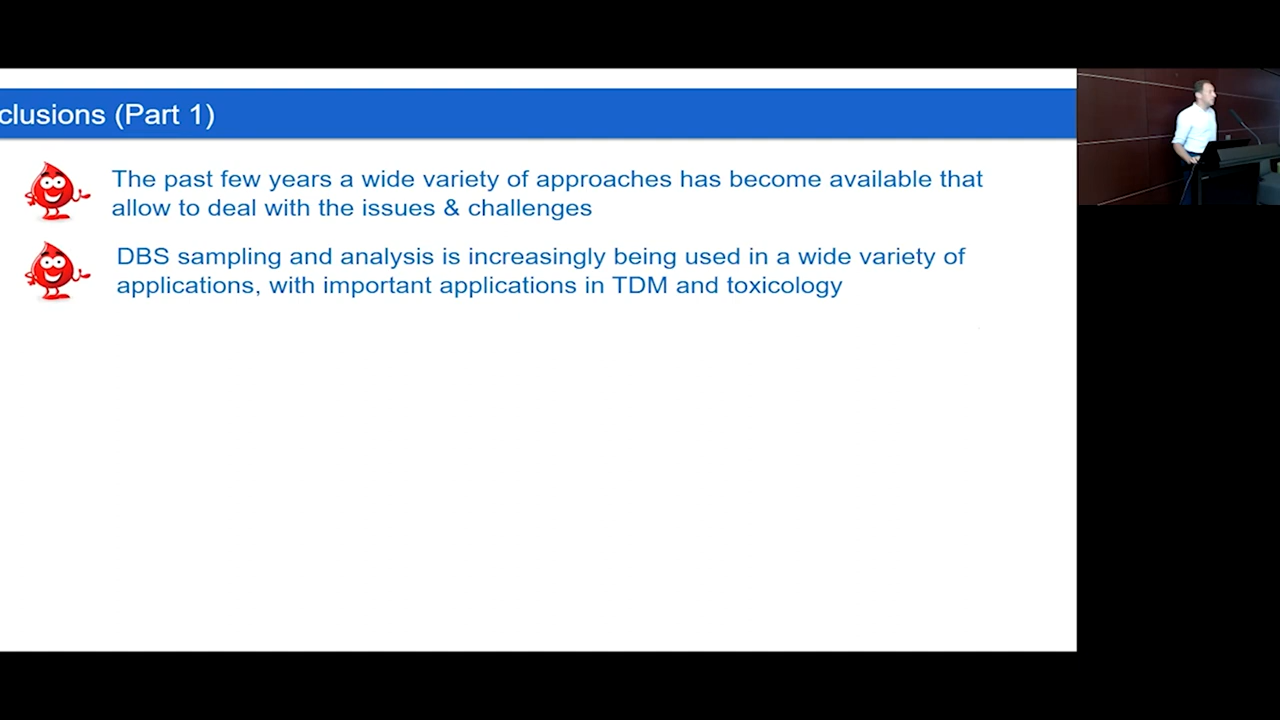 clusions (Part 1)
The past few years a wide variety of approaches has become available that
allow to deal with the issues & challenges
DBS sampling and analysis is increasingly being used in a wide variety of
applications, with important applications in TDM and toxicology